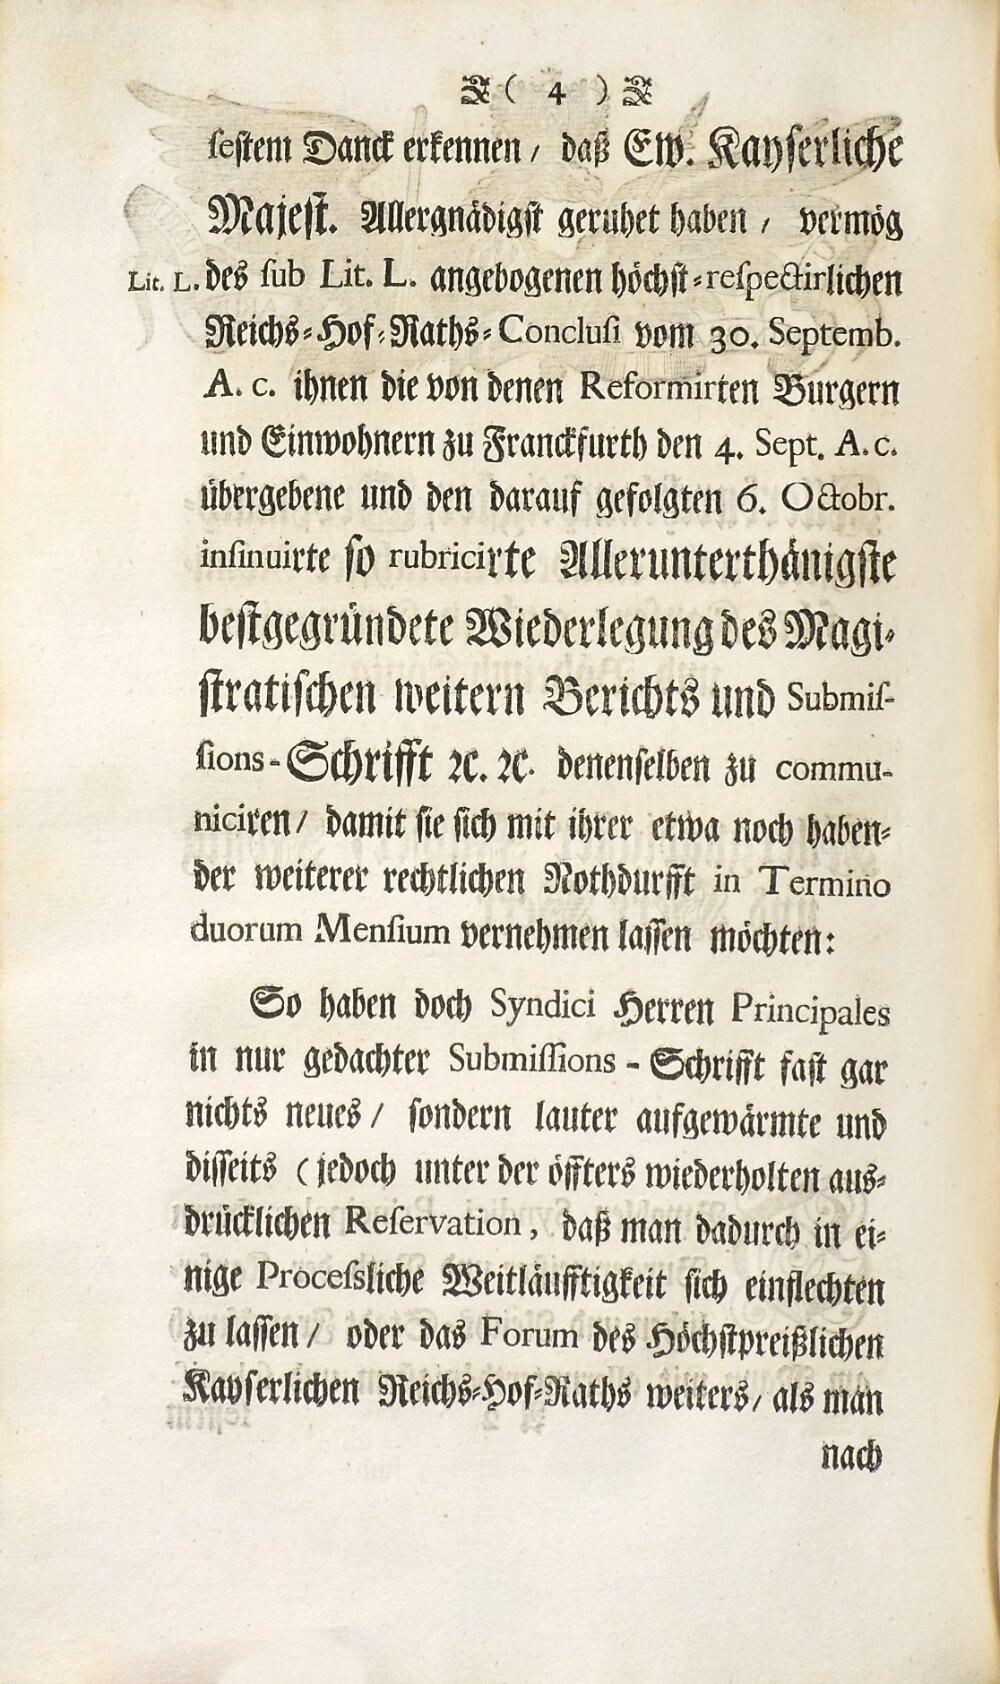 ( 4 )
sestem Danck erkennen / daß Ew. Kayserliche
Majest. Allergnädigst geruhet haben / vermög
Lit. L. des sub Lit. L. angebogenen höchst-respectirlichen
Reichs-Hof-Raths-Conclusi vom 30. Septemb.
A. c. ihnen die von denen Reformirten Burgern
und Einwohnern zu Franckfurth den 4. Sept. A. c.
übergebene und den darauf gefolgten 6. Octobr.
insinuirte so rubricirte Allerunterthänigste
bestgegründete Wiederlegung des Magi-
stratischen weitern Berichts und Submis-
sions-Schrifft ꝛc. ꝛc. denenselben zu commu-
niciren / damit sie sich mit ihrer etwa noch haben-
der weiterer rechtlichen Nothdurfft in Termino
duorum Mensium vernehmen lassen möchten:
So haben doch Syndici Herren Principales
in nur gedachter Submissions-Schrifft fast gar
nichts neues / sondern lauter aufgewärmte und
disseits (jedoch unter der öffters wiederholten aus-
drücklichen Reservation, daß man dadurch in ei-
nige Processliche Weitläufftigkeit sich einflechten
zu lassen / oder das Forum des Höchstpreißlichen
Kayserlichen Reichs-Hof-Raths weiters / als man
nach